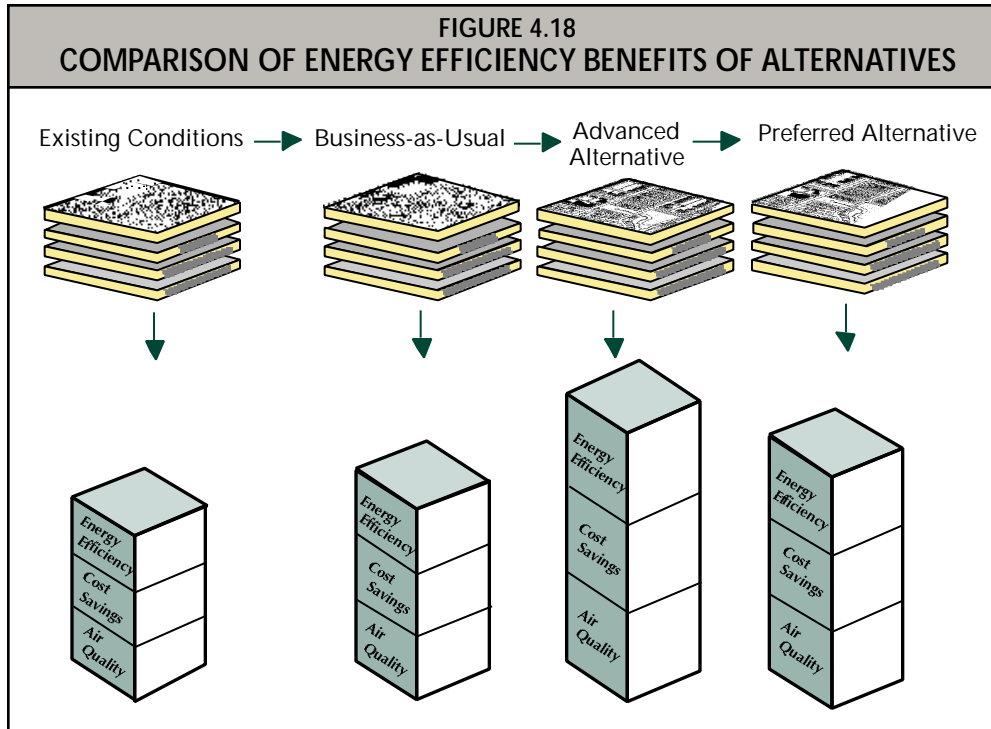 FIGURE 4.18
COMPARISON OF ENERGY EFFICIENCY BENEFITS OF ALTERNATIVES
Existing Conditions
Business-as-Usual
Advanced
Alternative
Preferred Alternative
Energy
Efficiency
Cost
Savings
Air
Quality
Energy
Efficiency
Cost
Savings
Air
Quality
Energy
Efficiency
Cost
Savings
Air
Quality
Energy
Efficiency
Cost
Savings
Air
Quality